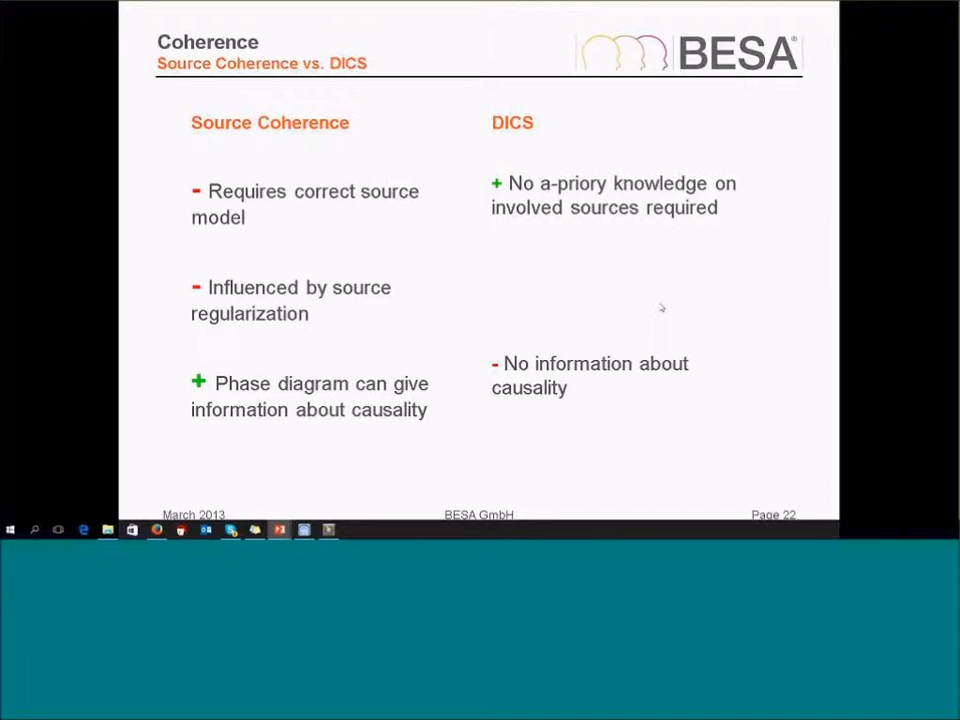 Coherence
Source Coherence vs. DICS
BESA®
Source Coherence
- Requires correct source
model
- Influenced by source
regularization
+ Phase diagram can give
information about causality
DICS
+ No a-priory knowledge on
involved sources required
- No information about
causality
March 2013
BESA GmbH
Page 22